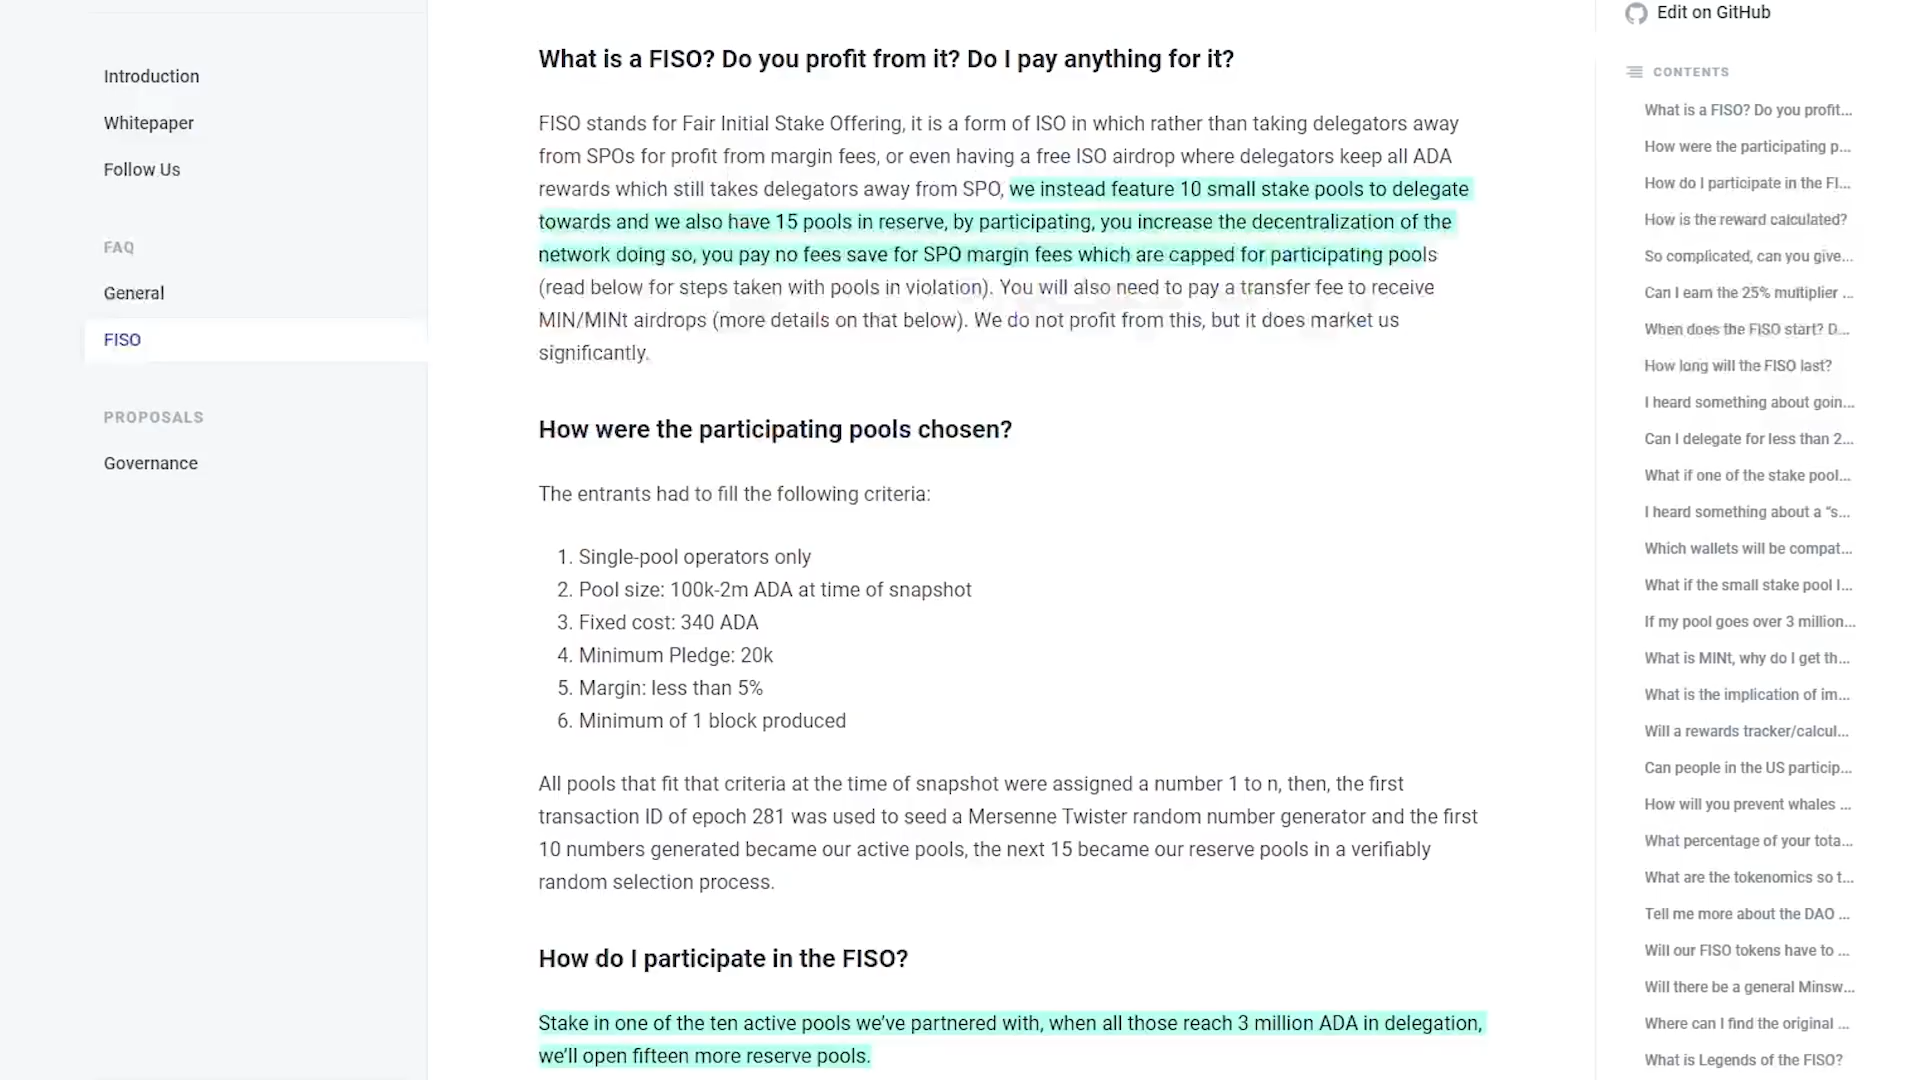 Introduction
Whitepaper
Follow Us
FAQ
General
FISO
PROPOSALS
Governance
What is a FISO? Do you profit from it? Do I pay anything for it?
FISO stands for Fair Initial Stake Offering, it is a form of ISO in which rather than taking delegators away
from SPOs for profit from margin fees, or even having a free ISO airdrop where delegators keep all ADA
rewards which still takes delegators away from SPO, we instead feature 10 small stake pools to delegate
towards and we also have 15 pools in reserve, by participating, you increase the decentralization of the
network doing so, you pay no fees save for SPO margin fees which are capped for participating pools
(read below for steps taken with pools in violation). You will also need to pay a transfer fee to receive
MIN/MINt airdrops (more details on that below). We do not profit from this, but it does market us
significantly.
How were the participating pools chosen?
The entrants had to fill the following criteria:
1. Single-pool operators only
2. Pool size: 100k-2m ADA at time of snapshot
3. Fixed cost: 340 ADA
4. Minimum Pledge: 20k
5. Margin: less than 5%
6. Minimum of 1 block produced
All pools that fit that criteria at the time of snapshot were assigned a number 1 to n, then, the first
transaction ID of epoch 281 was used to seed a Mersenne Twister random number generator and the first
10 numbers generated became our active pools, the next 15 became our reserve pools in a verifiably
random selection process.
How do I participate in the FISO?
Stake in one of the ten active pools we've partnered with, when all those reach 3 million ADA in delegation,
we'll open fifteen more reserve pools.
Edit on GitHub
CONTENTS
What is a FISO? Do you profit...
How were the participating p...
How do I participate in the FI...
How is the reward calculated?
So complicated, can you give...
Can I earn the 25% multiplier ...
When does the FISO start? D...
How long will the FISO last?
I heard something about goin...
Can I delegate for less than 2...
What if one of the stake pool...
I heard something about a “s...
Which wallets will be compat...
What if the small stake pool I...
If my pool goes over 3 million...
What is MINt, why do I get th...
What is the implication of im...
Will a rewards tracker/calcul...
Can people in the US particip...
How will you prevent whales ...
What percentage of your tota...
What are the tokenomics so t...
Tell me more about the DAO ...
Will our FISO tokens have to ...
Will there be a general Minsw...
Where can I find the original ...
What is Legends of the FISO?